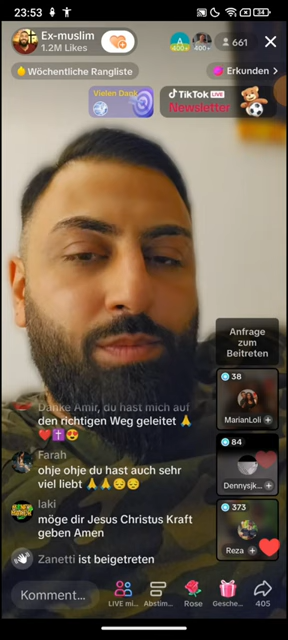 23:53
34
Ex-muslim
1.2M Likes
400+
400+
661
Wöchentliche Rangliste
Erkunden
Vielen Dank
TikTok LIVE
Newsletter
Anfrage
zum
Beitreten
38
MarianLoli
84
Dennysjk...
373
Reza
Danke Amir, du hast mich auf
den richtigen Weg geleitet 🙏
❤️✝️😍
Farah
ohje ohje du hast auch sehr
viel liebt 🙏🙏😔😔
möge dir Jesus Christus Kraft
geben Amen
Zanetti ist beigetreten
Komment...
LIVE mi...
Abstim...
Rose
Gesche...
405